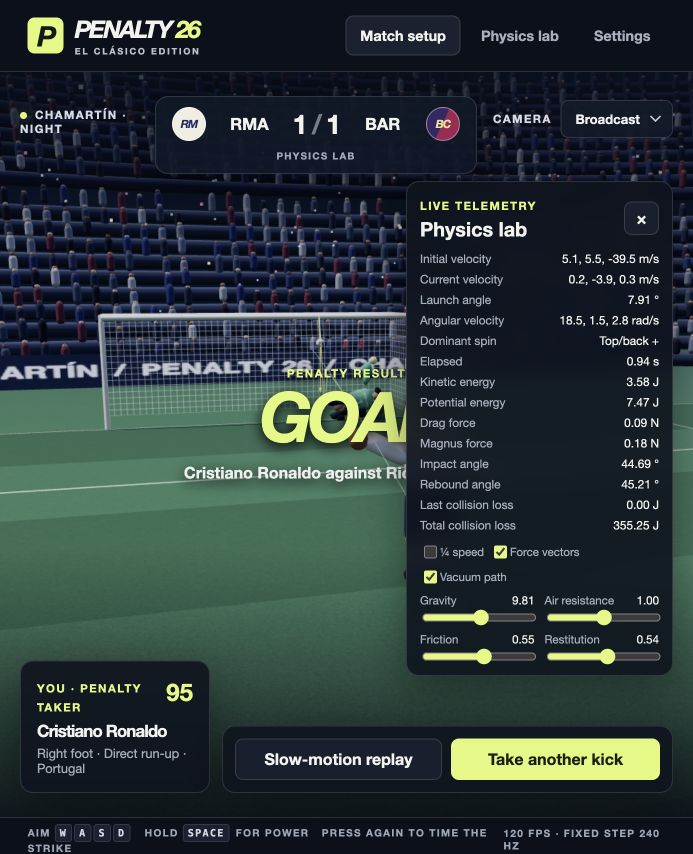 P PENALTY 26
EL CLÁSICO EDITION
Match setup Physics lab Settings
CHAMARTÍN ·
NIGHT
RM RMA 1 / 1 BAR BC
PHYSICS LAB
CAMERA Broadcast
LIVE TELEMETRY
Physics lab ×
Initial velocity 5.1, 5.5, -39.5 m/s
Current velocity 0.2, -3.9, 0.3 m/s
Launch angle 7.91 °
Angular velocity 18.5, 1.5, 2.8 rad/s
Dominant spin Top/back +
Elapsed 0.94 s
Kinetic energy 3.58 J
Potential energy 7.47 J
Drag force 0.09 N
Magnus force 0.18 N
Impact angle 44.69 °
Rebound angle 45.21 °
Last collision loss 0.00 J
Total collision loss 355.25 J
¼ speed Force vectors
Vacuum path
Gravity 9.81 Air resistance 1.00
Friction 0.55 Restitution 0.54
ARTÍN / PENALTY 26 / CHA
PENALTY RESULT
GOA
Cristiano Ronaldo against Ri
YOU · PENALTY
TAKER 95
Cristiano Ronaldo
Right foot · Direct run-up ·
Portugal
Slow-motion replay Take another kick
AIM W A S D HOLD SPACE FOR POWER PRESS AGAIN TO TIME THE
STRIKE
120 FPS · FIXED STEP 240
HZ